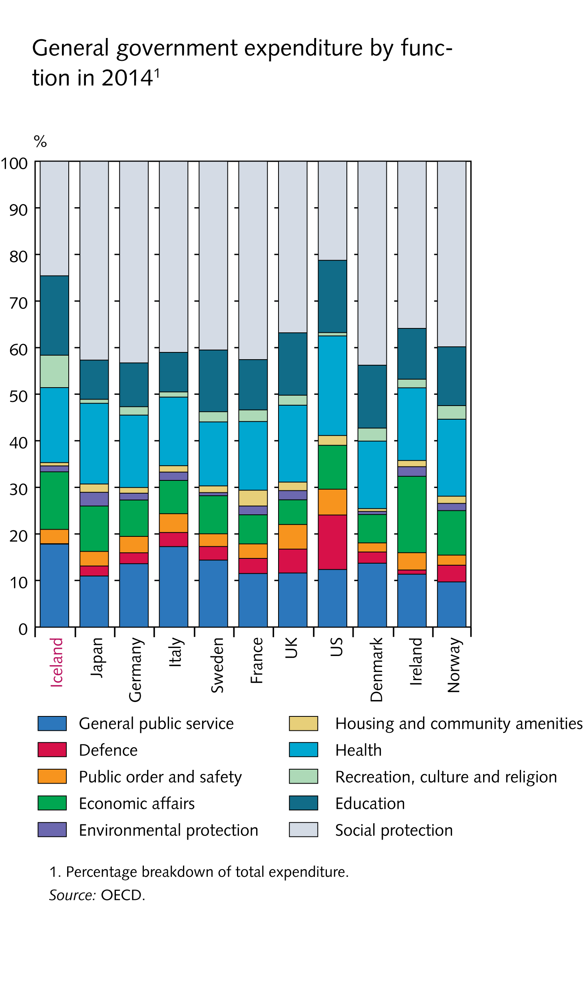 General government expenditure by func-
tion in 2014¹
%
100
90
80
70
60
50
40
30
20
10
0
Iceland
Japan
Germany
Italy
Sweden
France
UK
US
Denmark
Ireland
Norway
General public service
Housing and community amenities
Defence
Health
Public order and safety
Recreation, culture and religion
Economic affairs
Education
Environmental protection
Social protection
1. Percentage breakdown of total expenditure.
Source: OECD.